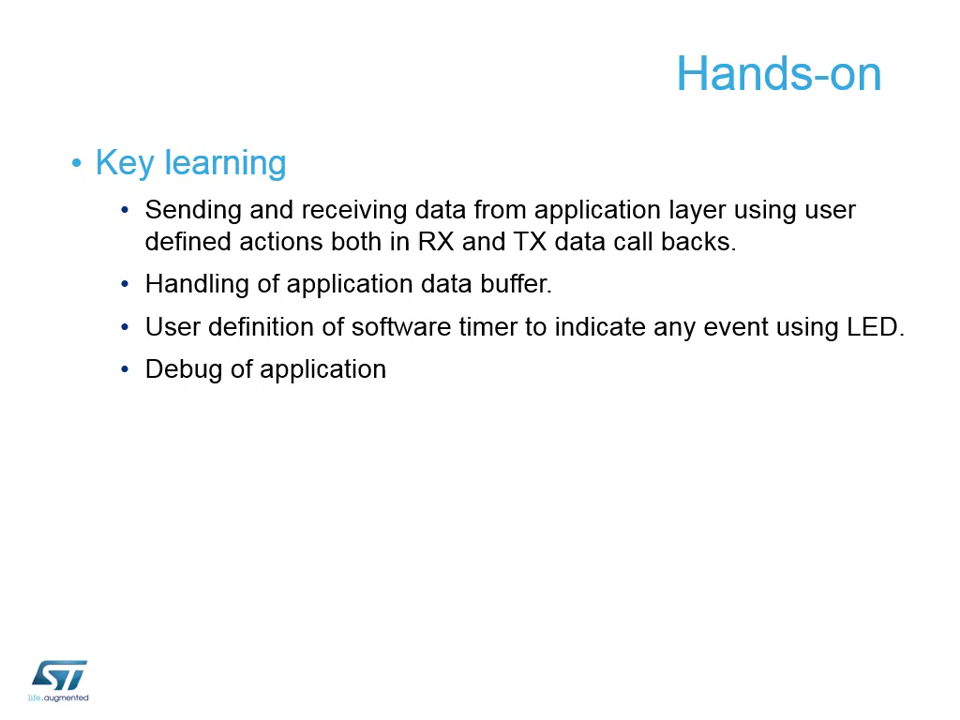 Hands-on
• Key learning
• Sending and receiving data from application layer using user
defined actions both in RX and TX data call backs.
• Handling of application data buffer.
• User definition of software timer to indicate any event using LED.
• Debug of application
ST
life.augmented